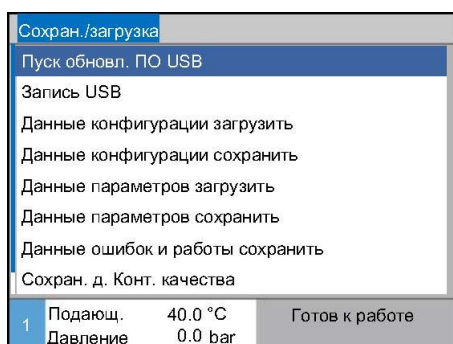 Сохран./загрузка
Пуск обновл. ПО USB
Запись USB
Данные конфигурации загрузить
Данные конфигурации сохранить
Данные параметров загрузить
Данные параметров сохранить
Данные ошибок и работы сохранить
Сохран. д. Конт. качества
1 Подающ. 40.0 °C Готов к работе
Давление 0.0 bar